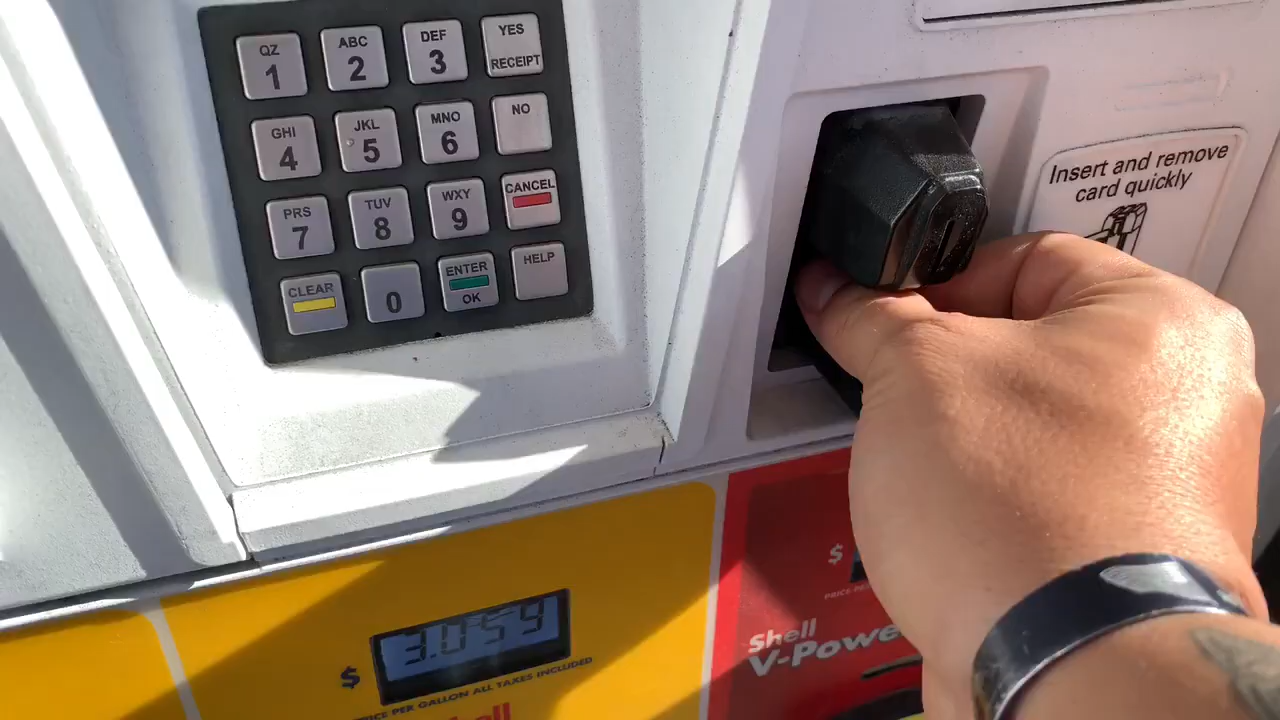 QZ
1
ABC
2
DEF
3
YES
RECEIPT
GHI
4
JKL
5
MNO
6
NO
PRS
7
TUV
8
WXY
9
CANCEL
CLEAR
0
ENTER
OK
HELP
Insert and remove
card quickly
$
3.059
PRICE PER GALLON ALL TAXES INCLUDED
$
Shell
V-Power